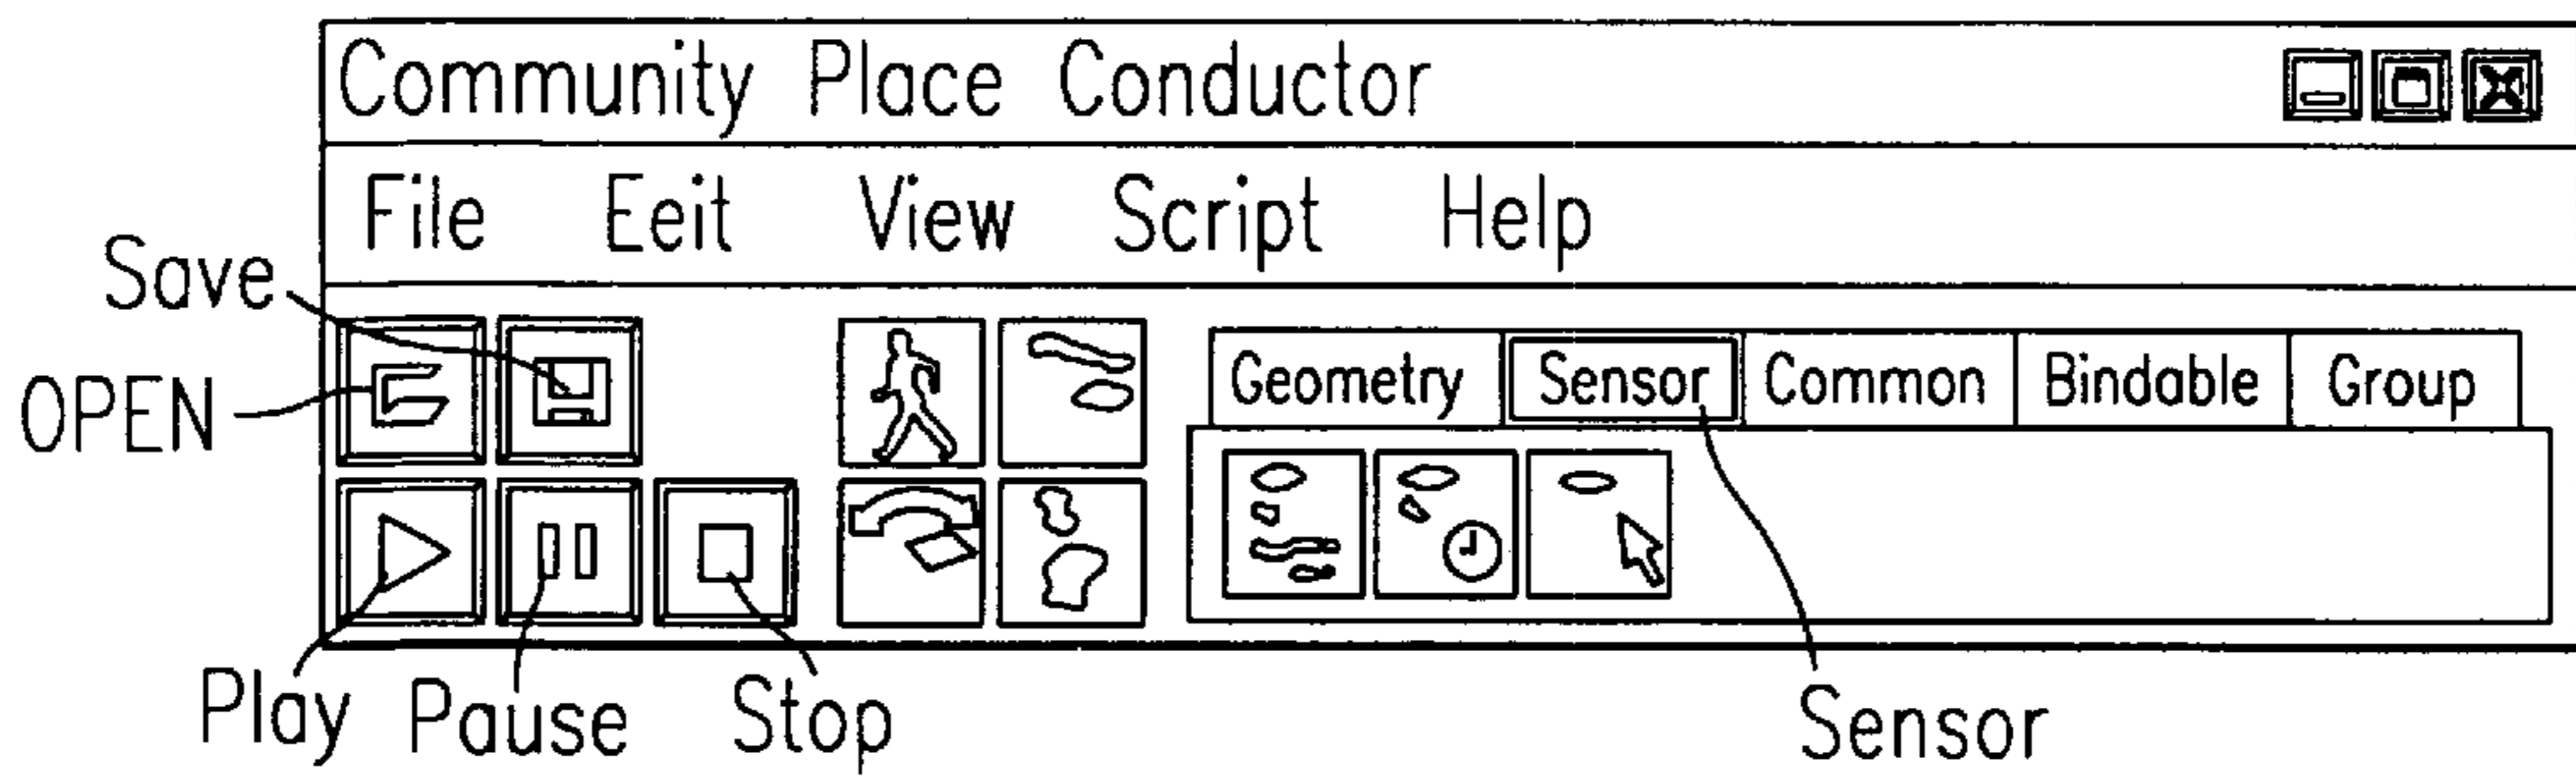 Community Place Conductor
File Eeit View Script Help
Save
OPEN
Geometry Sensor Common Bindable Group
Play Pause Stop Sensor